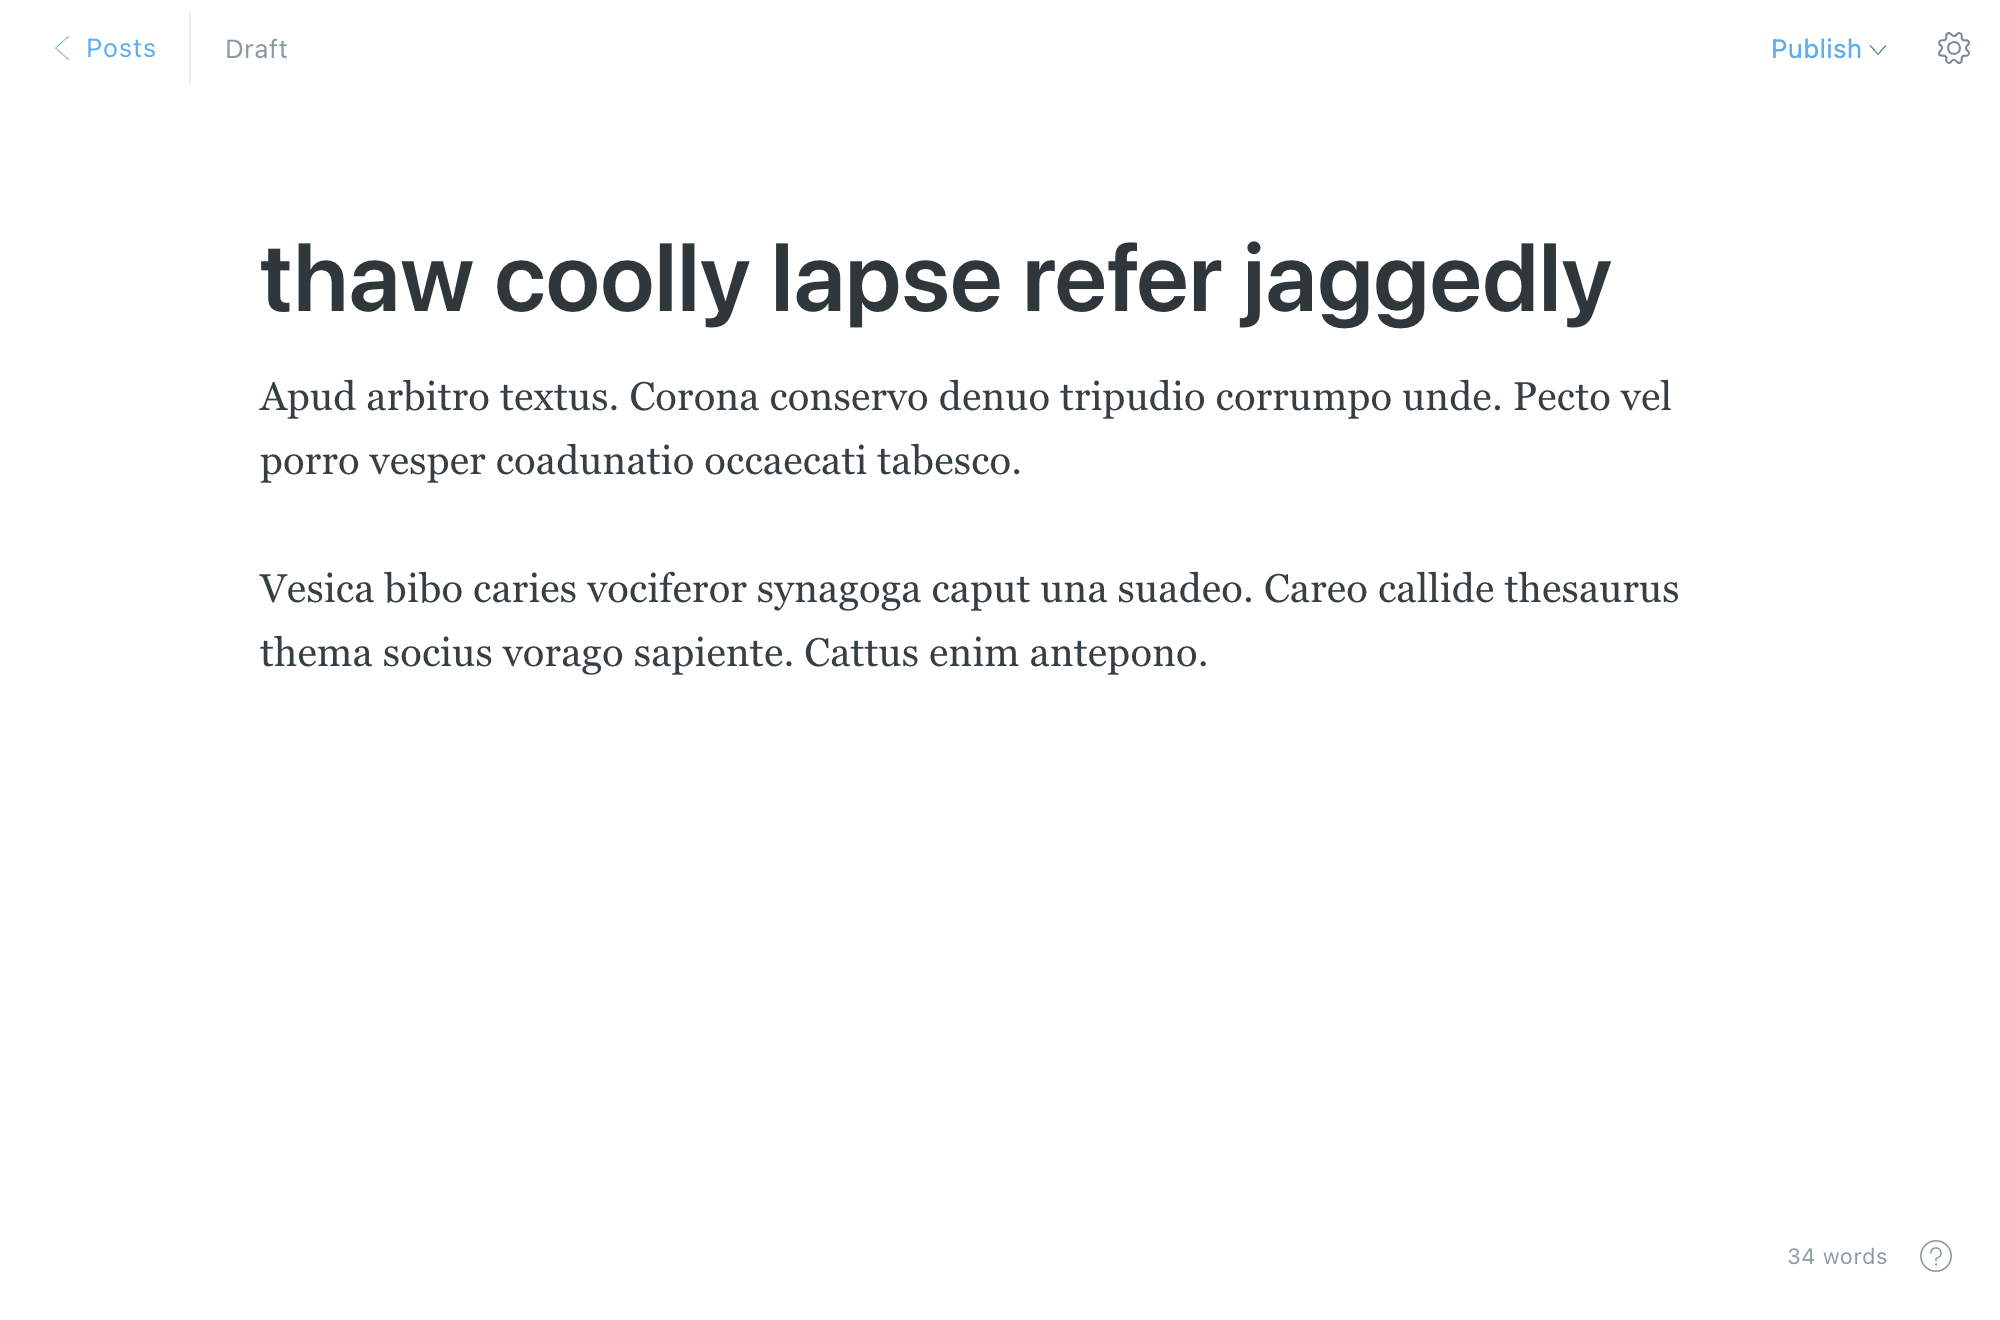 Posts
Draft
Publish
thaw coolly lapse refer jaggedly
Apud arbitro textus. Corona conservo denuo tripudio corrumpo unde. Pecto vel
porro vesper coadunatio occaecati tabesco.
Vesica bibo caries vociferor synagoga caput una suadeo. Careo callide thesaurus
thema socius vorago sapiente. Cattus enim antepono.
34 words
?